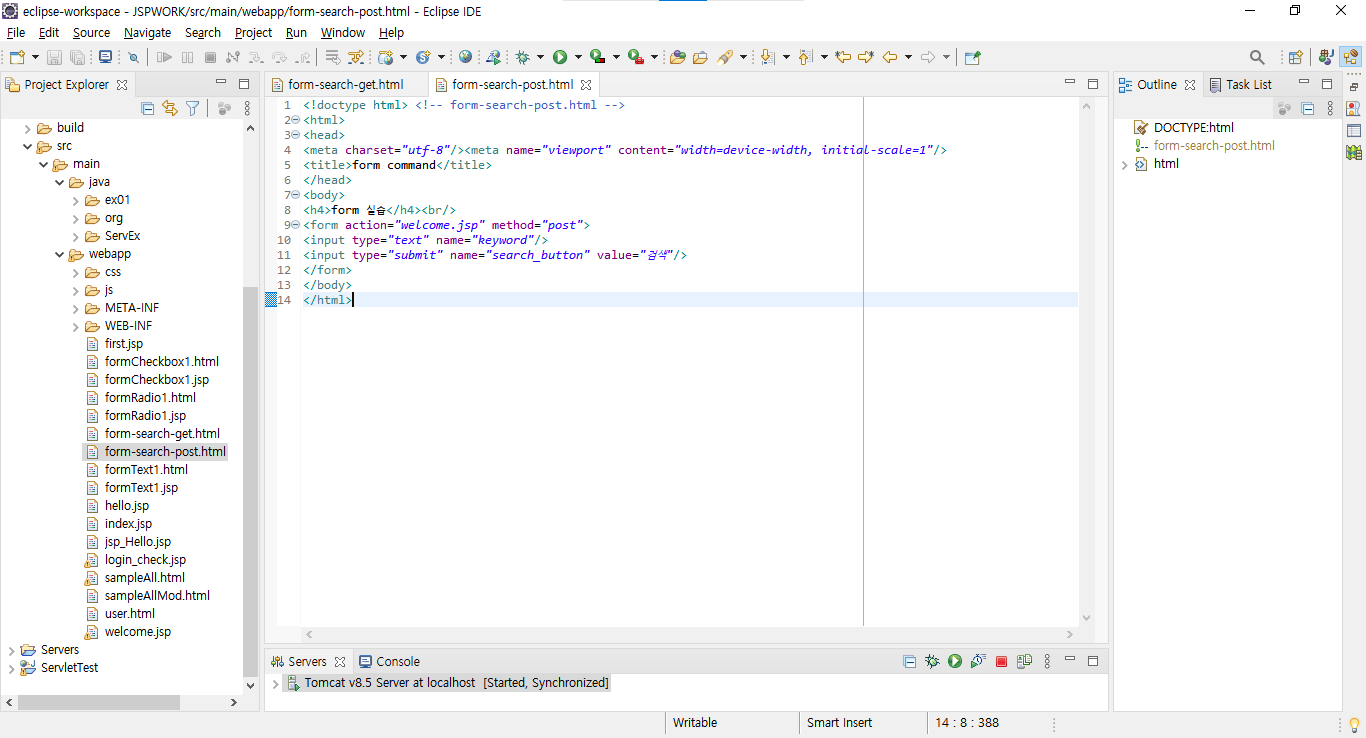 eclipse-workspace - JSPWORK/src/main/webapp/form-search-post.html - Eclipse IDE
File Edit Source Navigate Search Project Run Window Help
Project Explorer
build
src
main
java
ex01
org
ServEx
webapp
css
js
META-INF
WEB-INF
first.jsp
formCheckbox1.html
formCheckbox1.jsp
formRadio1.html
formRadio1.jsp
form-search-get.html
form-search-post.html
formText1.html
formText1.jsp
hello.jsp
index.jsp
jsp_Hello.jsp
login_check.jsp
sampleAll.html
sampleAllMod.html
user.html
welcome.jsp
Servers
ServletTest
form-search-get.html form-search-post.html
1 <!doctype html> <!-- form-search-post.html -->
2 <html>
3 <head>
4 <meta charset="utf-8"/><meta name="viewport" content="width=device-width, initial-scale=1"/>
5 <title>form command</title>
6 </head>
7 <body>
8 <h4>form 실습</h4><br/>
9 <form action="welcome.jsp" method="post">
10 <input type="text" name="keyword"/>
11 <input type="submit" name="search_button" value="검색"/>
12 </form>
13 </body>
14 </html>
Servers Console
Tomcat v8.5 Server at localhost [Started, Synchronized]
Outline Task List
DOCTYPE:html
form-search-post.html
html
Writable Smart Insert 14 : 8 : 388